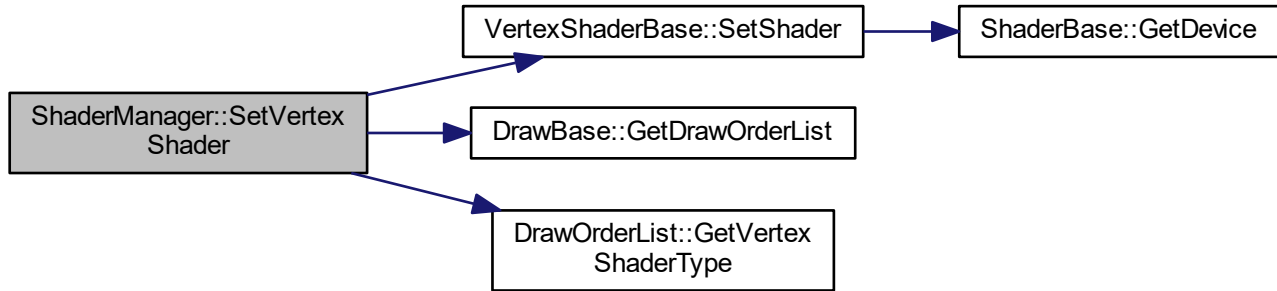 VertexShaderBase::SetShader
ShaderBase::GetDevice
ShaderManager::SetVertex
Shader
DrawBase::GetDrawOrderList
DrawOrderList::GetVertex
ShaderType